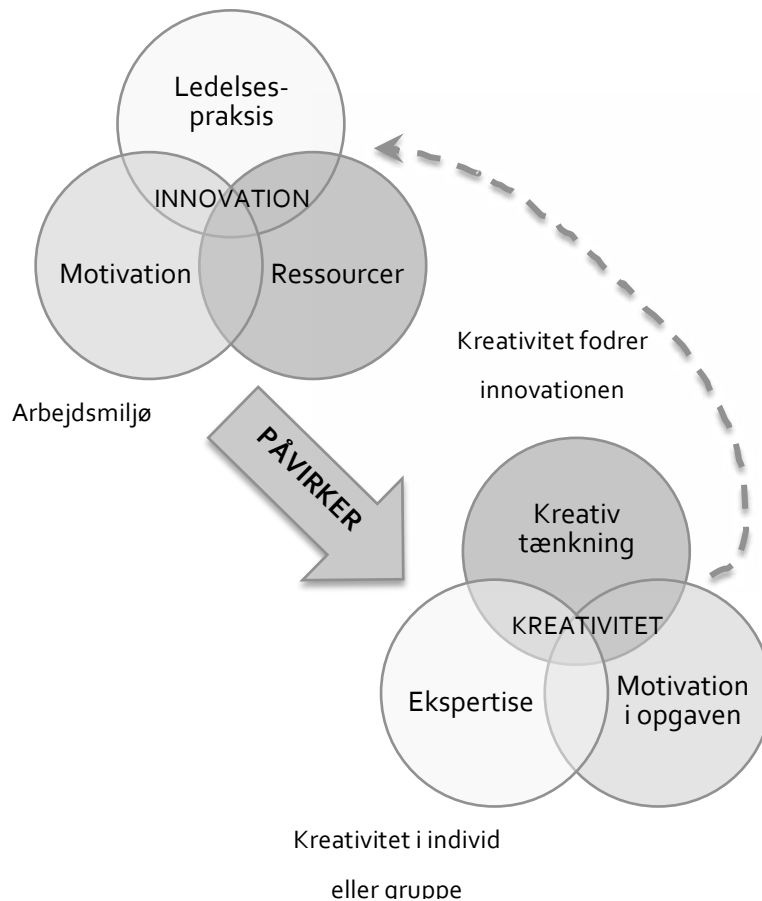 Ledelses-
praksis
INNOVATION
Motivation
Ressourcer
Kreativitet fodrer
innovationen
Arbejdsmiljø
PÅVIRKER
Kreativ
tænkning
KREATIVITET
Ekspertise
Motivation
i opgaven
Kreativitet i individ
eller gruppe